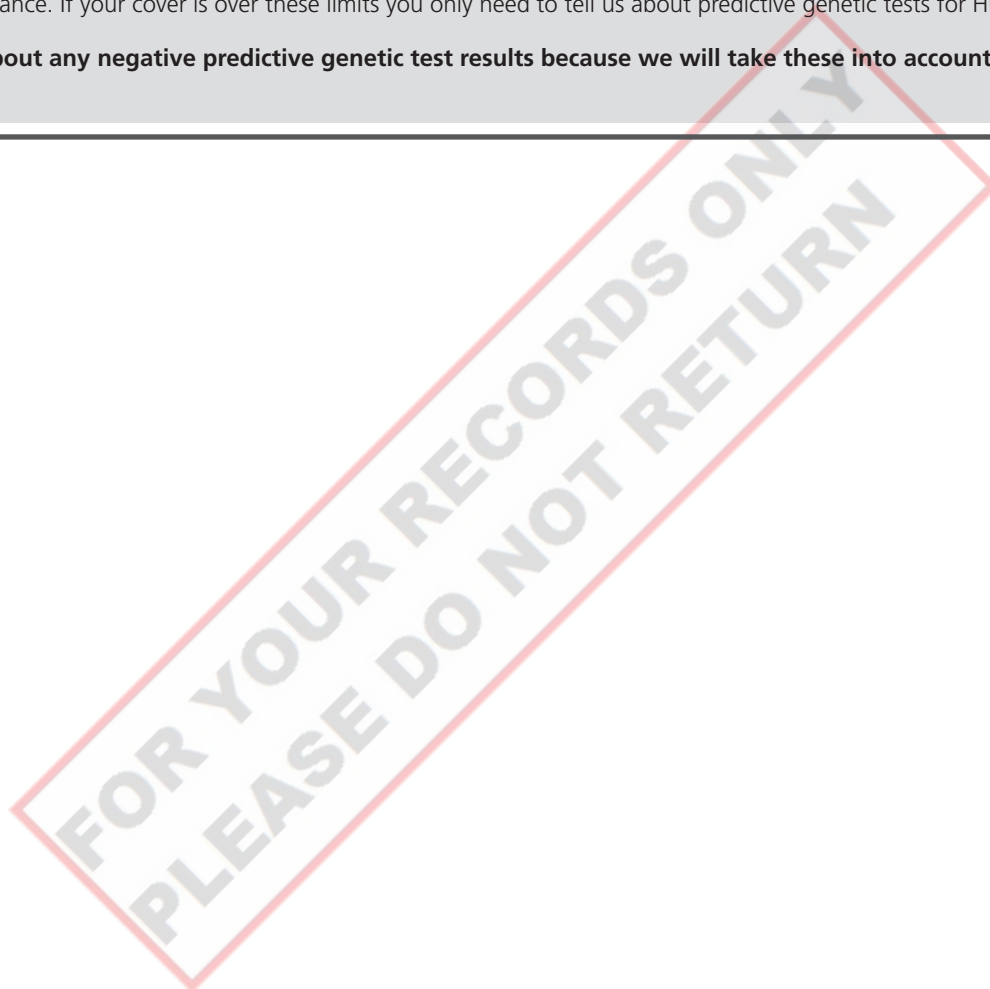 ance. If your cover is over these limits you only need to tell us about predictive genetic tests for H
bout any negative predictive genetic test results because we will take these into account
FOR YOUR RECORDS ONLY
PLEASE DO NOT RETURN